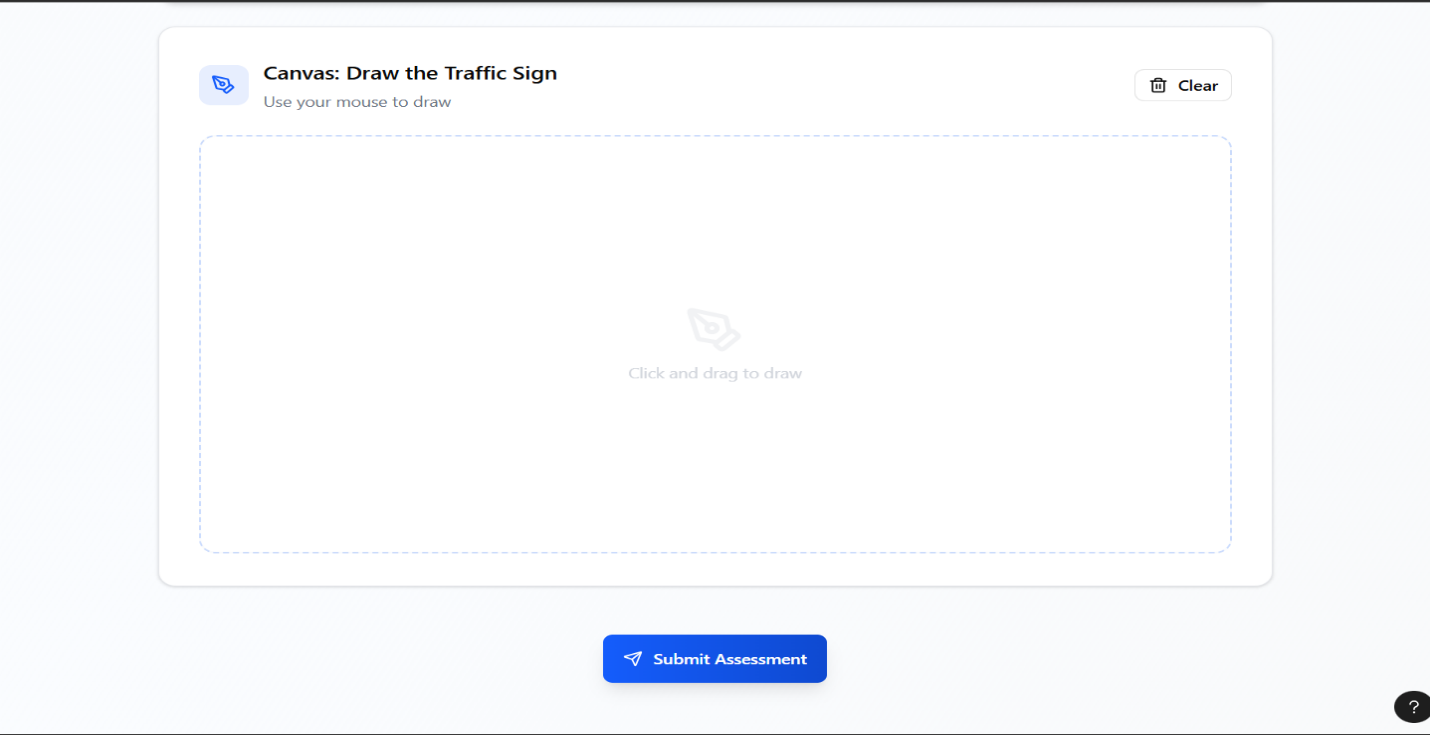 Canvas: Draw the Traffic Sign
Use your mouse to draw
Clear
Click and drag to draw
Submit Assessment
?